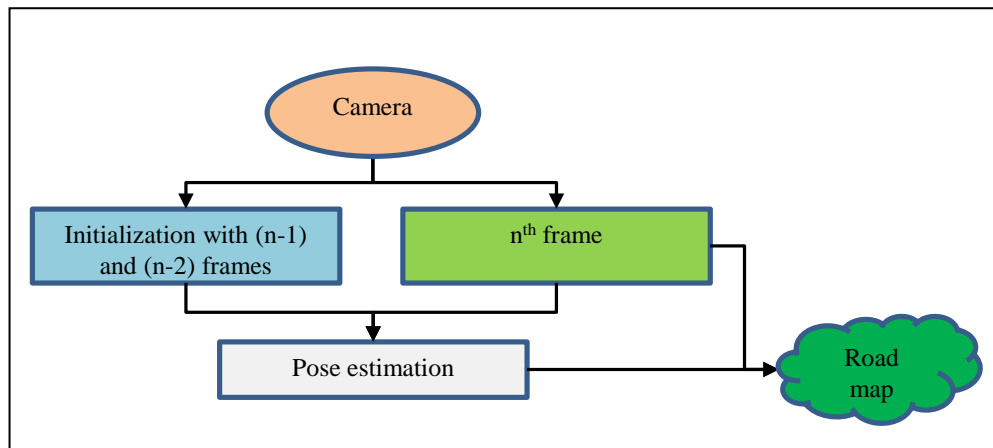 Camera
Initialization with (n-1)
and (n-2) frames
nth frame
Pose estimation
Road
map